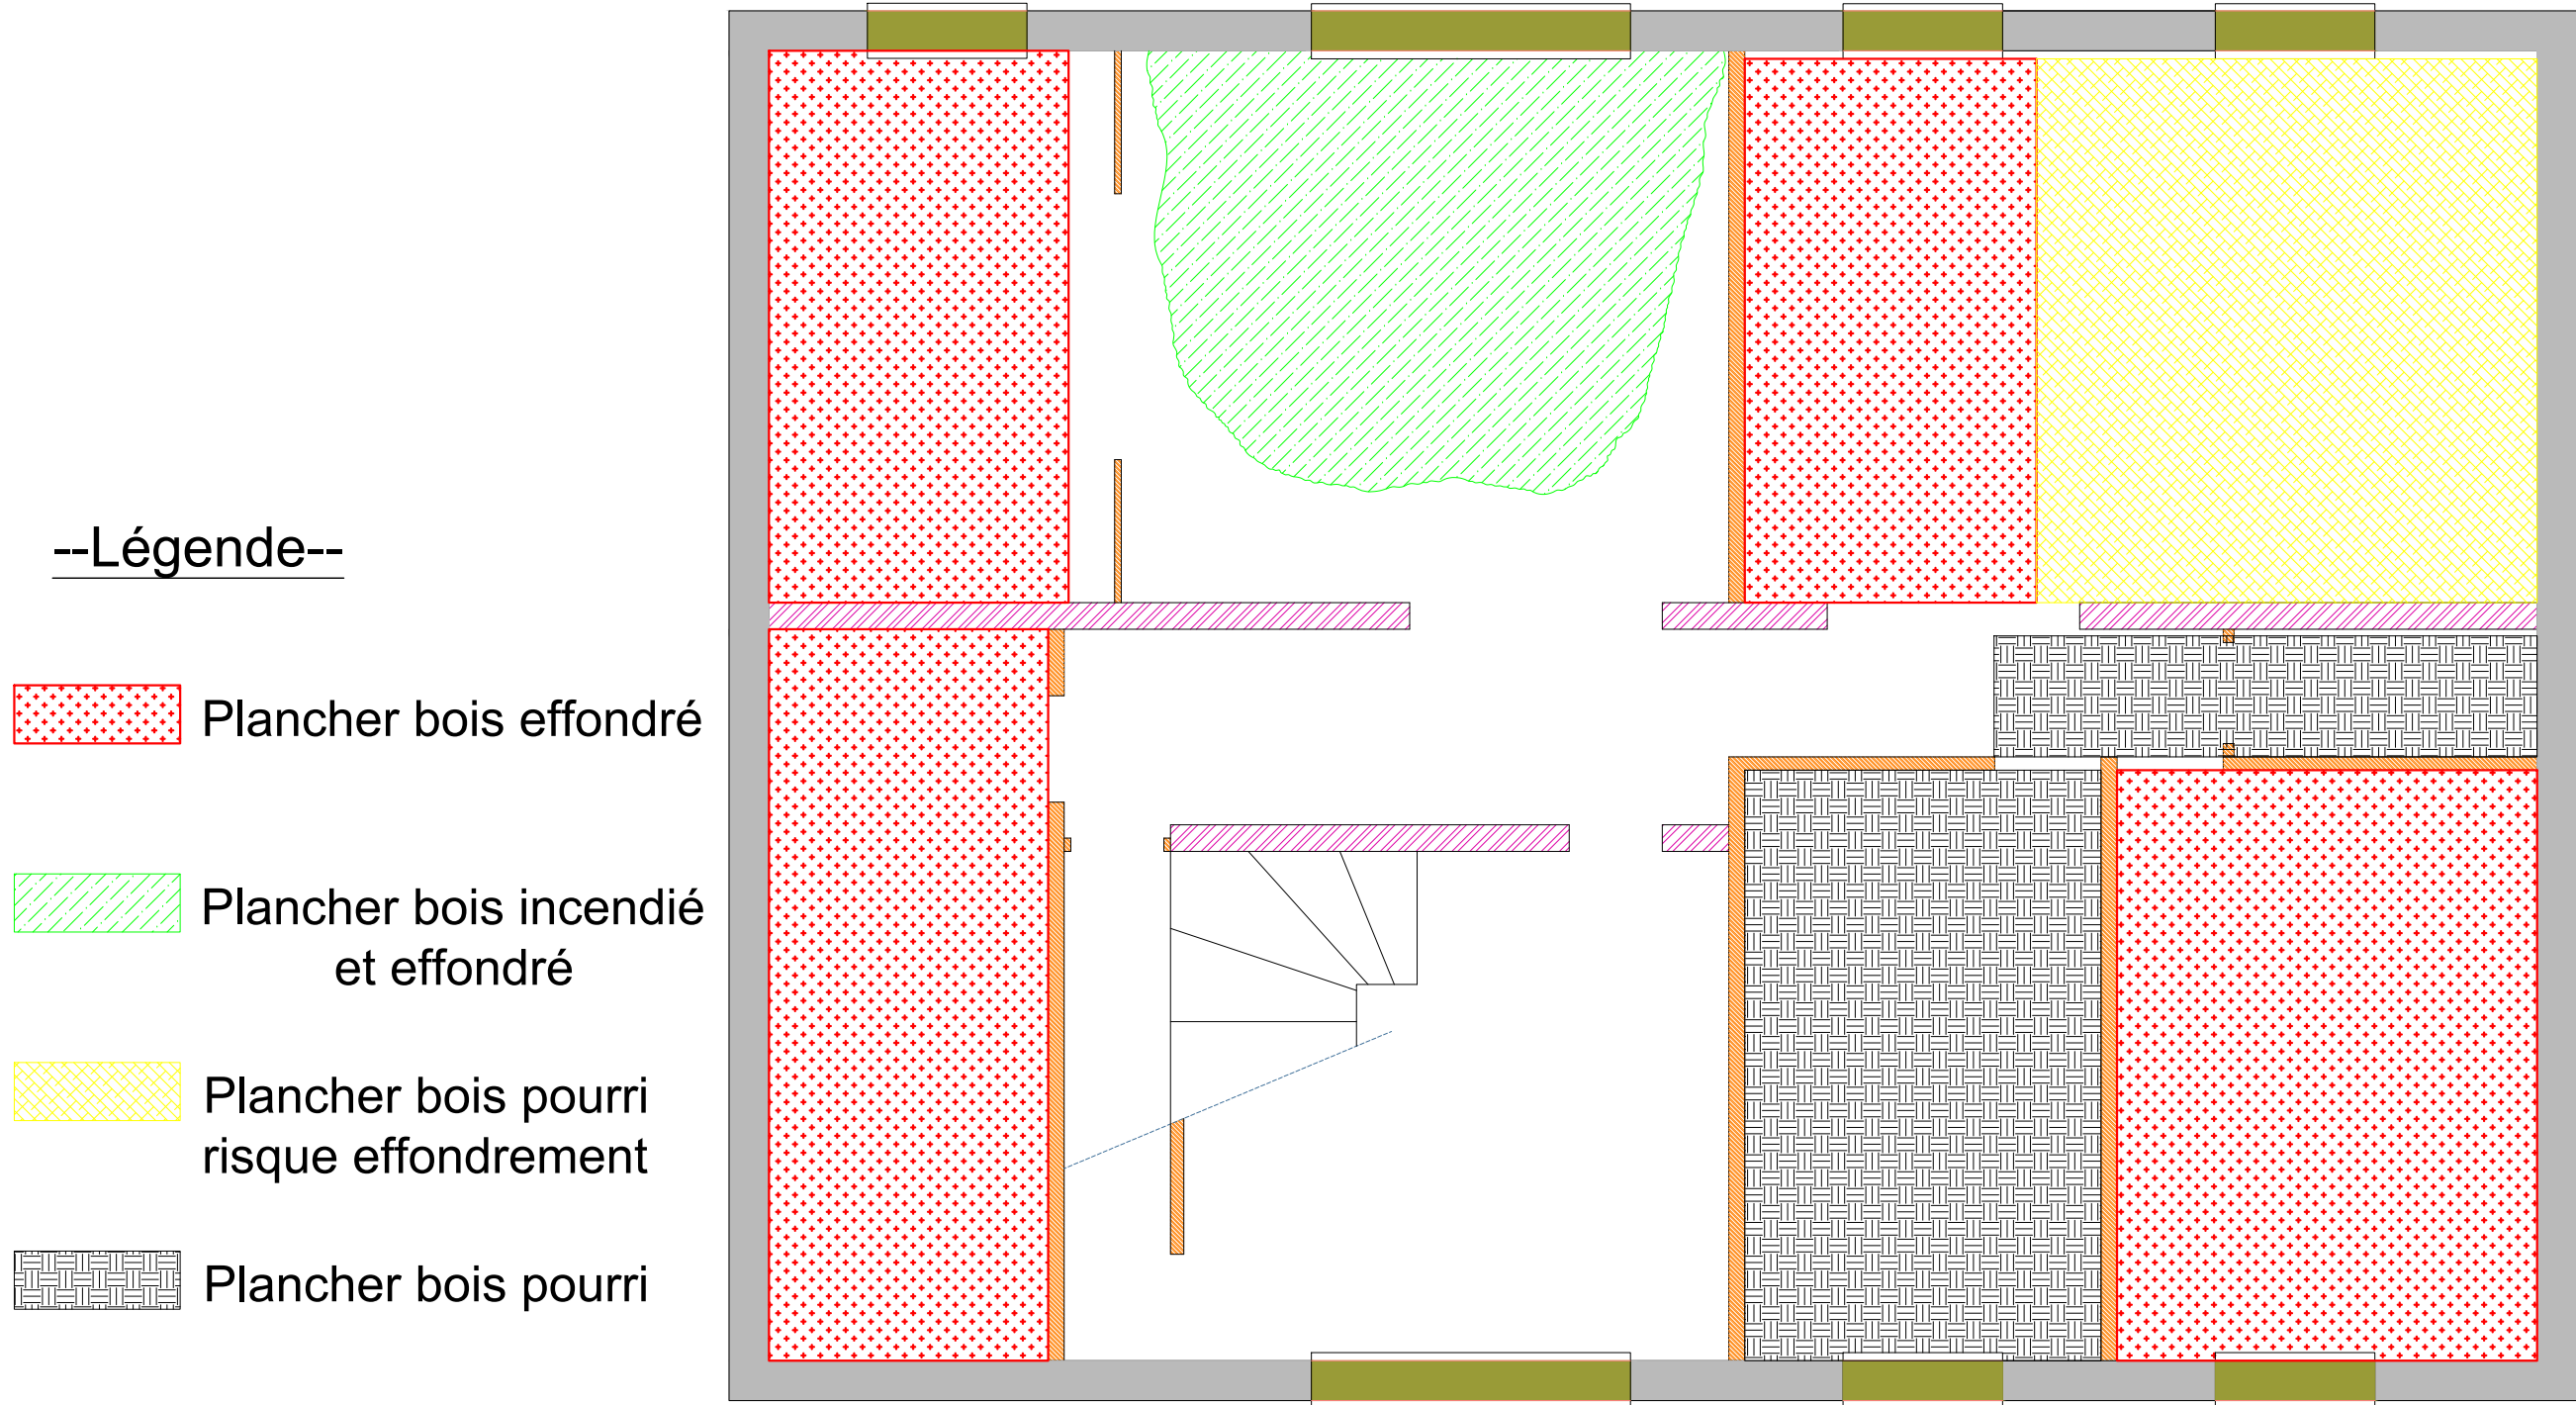 --Légende--
Plancher bois effondré
Plancher bois incendié
et effondré
Plancher bois pourri
risque effondrement
Plancher bois pourri